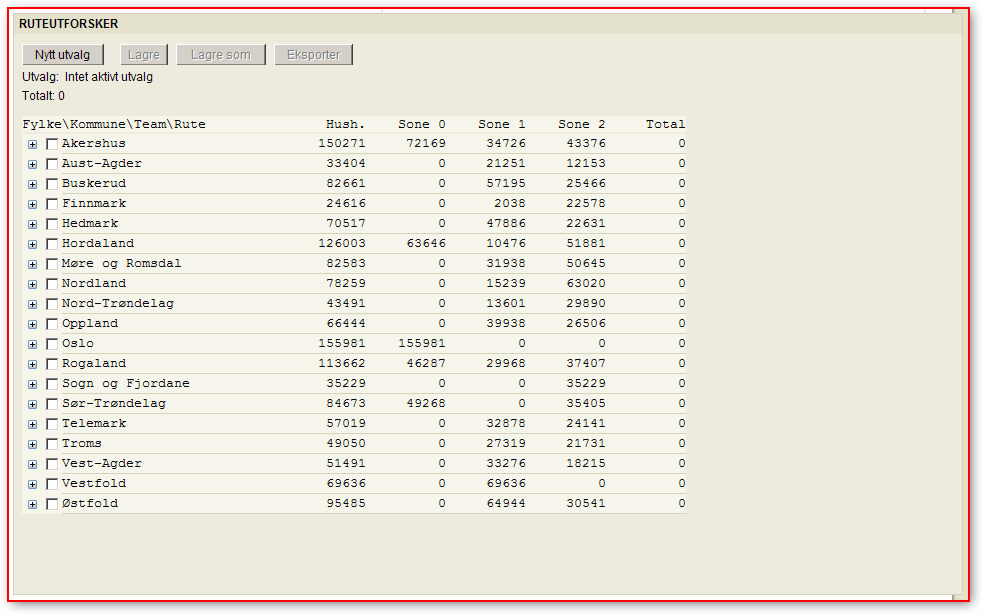 RUTEUTFORSKER
Nytt utvalg Lagre Lagre som Eksporter
Utvalg: Intet aktivt utvalg
Totalt: 0
Fylke\Kommune\Team\Rute Hush. Sone 0 Sone 1 Sone 2 Total
Akershus 150271 72169 34726 43376 0
Aust-Agder 33404 0 21251 12153 0
Buskerud 82661 0 57195 25466 0
Finnmark 24616 0 2038 22578 0
Hedmark 70517 0 47886 22631 0
Hordaland 126003 63646 10476 51881 0
Møre og Romsdal 82583 0 31938 50645 0
Nordland 78259 0 15239 63020 0
Nord-Trøndelag 43491 0 13601 29890 0
Oppland 66444 0 39938 26506 0
Oslo 155981 155981 0 0 0
Rogaland 113662 46287 29968 37407 0
Sogn og Fjordane 35229 0 0 35229 0
Sør-Trøndelag 84673 49268 0 35405 0
Telemark 57019 0 32878 24141 0
Troms 49050 0 27319 21731 0
Vest-Agder 51491 0 33276 18215 0
Vestfold 69636 0 69636 0 0
Østfold 95485 0 64944 30541 0